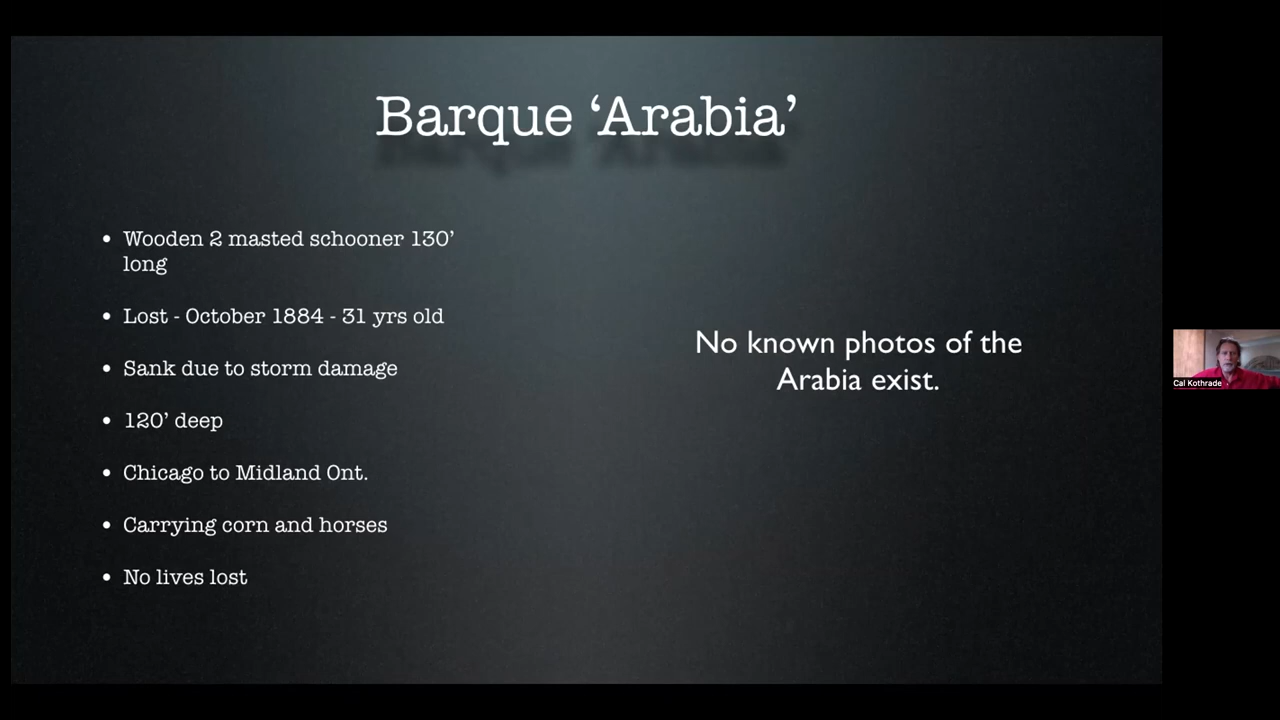 Barque ‘Arabia’
• Wooden 2 masted schooner 130’
long
• Lost - October 1884 - 31 yrs old
• Sank due to storm damage
• 120’ deep
• Chicago to Midland Ont.
• Carrying corn and horses
• No lives lost
No known photos of the
Arabia exist.
Cal Kothrade